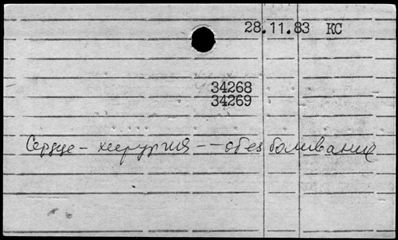 28.11.83 КС
34268
34269
Сердце - хирургия -- обезболивание